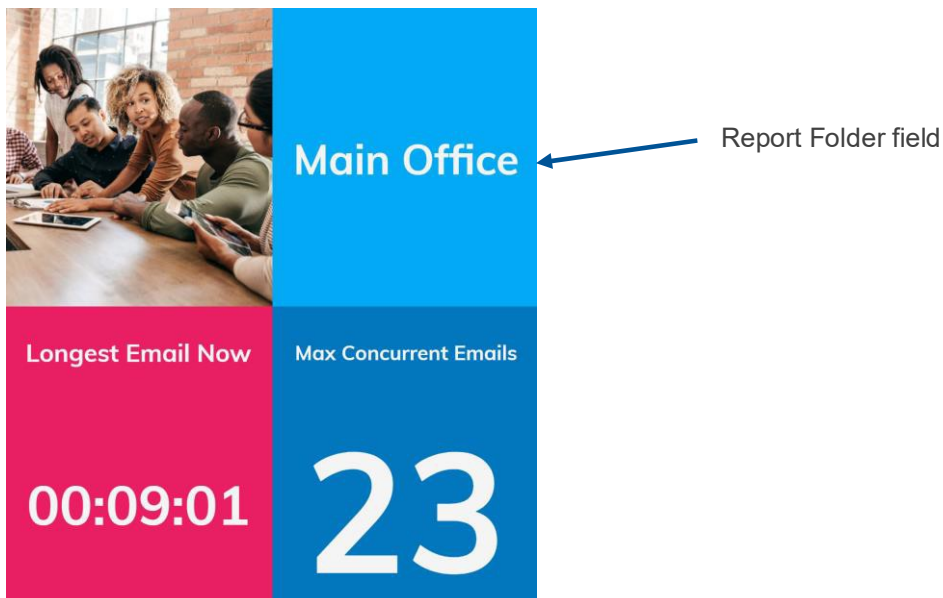 Main Office
Report Folder field
Longest Email Now
Max Concurrent Emails
00:09:01
23